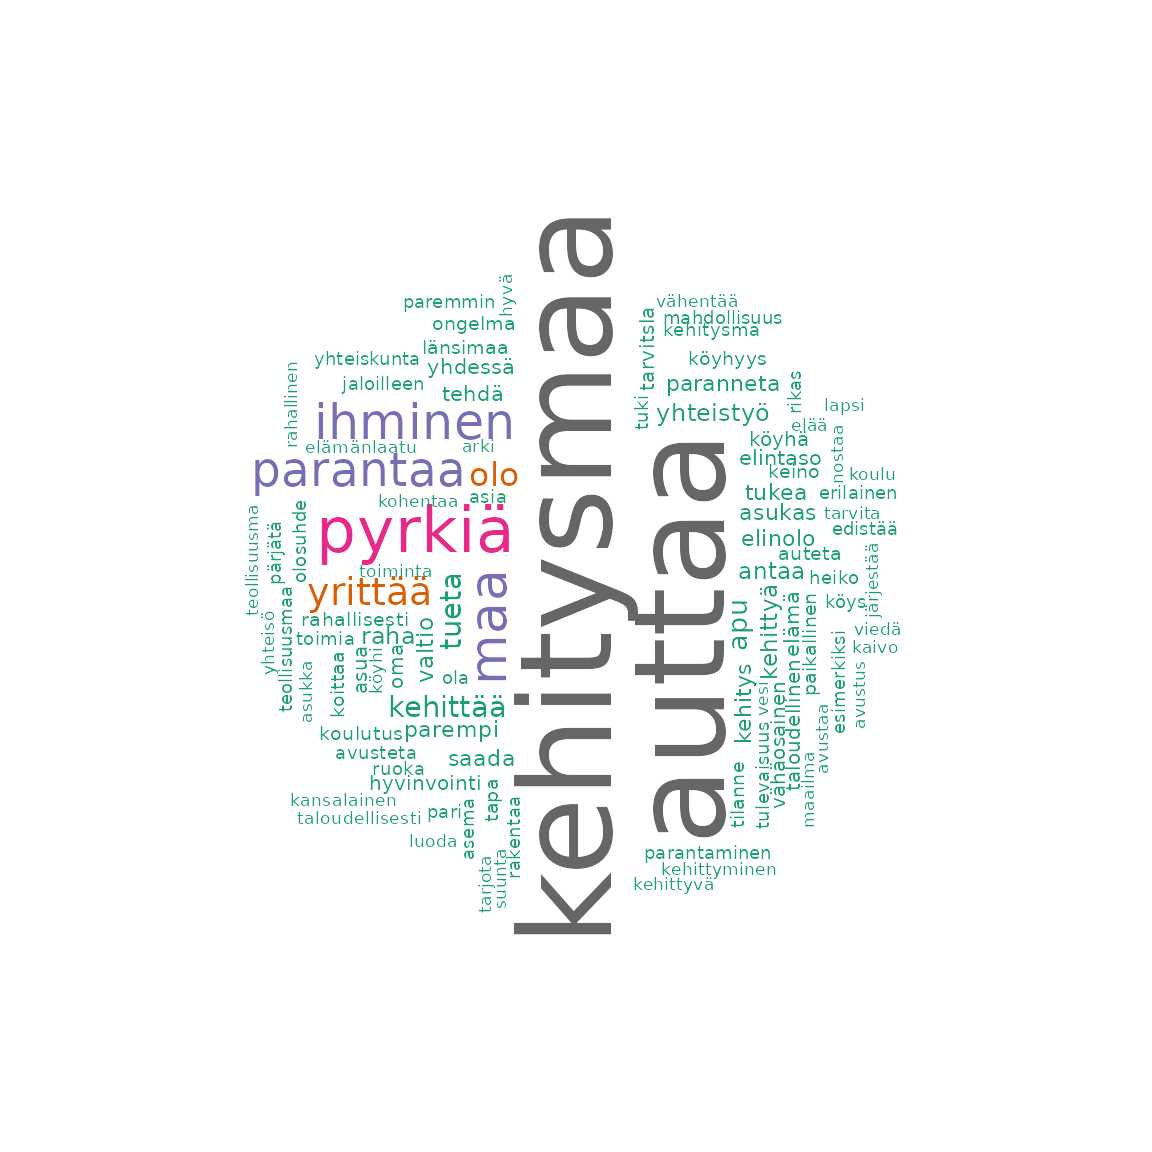 kehitysmaa
auttaa
pyrkiä
ihminen
parantaa
maa
yrittää
olo
hyvä
paremmin
ongelma
länsimaa
yhteiskunta
yhdessä
jaloilleen
tehdä
rahallinen
elämänlaatu
arki
kohentaa
asia
teollisuusma
pärjätä
olosuhde
toiminta
tueta
rahallisesti
toimia
raha
valtio
yhteisö
teollisuusmaa
asukka
koittaa
asua
köyhi
oma
ola
kehittää
koulutus
parempi
avusteta
saada
ruoka
hyvinvointi
kansalainen
taloudellisesti
pari
luoda
asema
tapa
rakentaa
tarjota
suunta
vähentää
mahdollisuus
kehitysma
tarvitsla
köyhyys
paranneta
rikas
tuki
yhteistyö
lapsi
elää
köyhä
nostaa
elintaso
keino
koulu
tukea
erilainen
asukas
tarvita
edistää
elinolo
auteta
antaa
heiko
järjestää
köys
apu
kehittyä
elämä
paikallinen
viedä
kaivo
kehitys
vesi
vähäosainen
taloudellinen
esimerkiksi
avustus
avustaa
tilanne
tulevaisuus
maailma
parantaminen
kehittyminen
kehittyvä